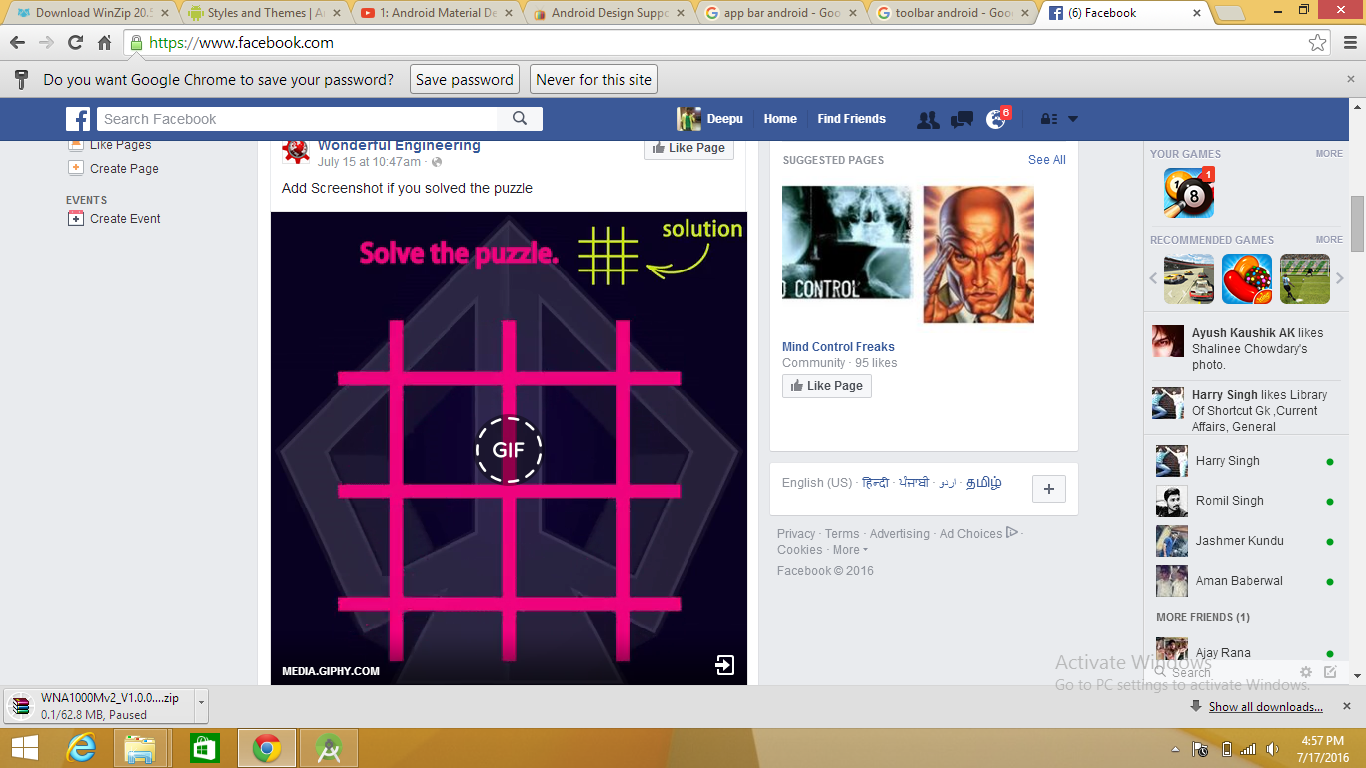 Download WinZip 20.5
Styles and Themes | A
1: Android Material De
Android Design Suppo
app bar android - Goo
toolbar android - Goo
(6) Facebook
https://www.facebook.com
Do you want Google Chrome to save your password?
Save password
Never for this site
Search Facebook
Deepu
Home
Find Friends
6
Like Pages
Create Page
EVENTS
Create Event
Wonderful Engineering
July 15 at 10:47am ·
Like Page
Add Screenshot if you solved the puzzle
Solve the puzzle.
solution
GIF
MEDIA.GIPHY.COM
SUGGESTED PAGES
See All
D CONTROL
Mind Control Freaks
Community · 95 likes
Like Page
English (US) · हिन्दी · ਪੰਜਾਬੀ · اردو · தமிழ்
Privacy · Terms · Advertising · Ad Choices ·
Cookies · More
Facebook © 2016
YOUR GAMES
MORE
1
8
1
RECOMMENDED GAMES
MORE
Ayush Kaushik AK likes
Shalinee Chowdary's
photo.
Harry Singh likes Library
Of Shortcut Gk ,Current
Affairs, General
Harry Singh
Romil Singh
Jashmer Kundu
Aman Baberwal
MORE FRIENDS (1)
Ajay Rana
Search
Activate Windows
Go to PC settings to activate Windows.
WNA1000Mv2_V1.0.0....zip
0.1/62.8 MB, Paused
Show all downloads...
4:57 PM
7/17/2016